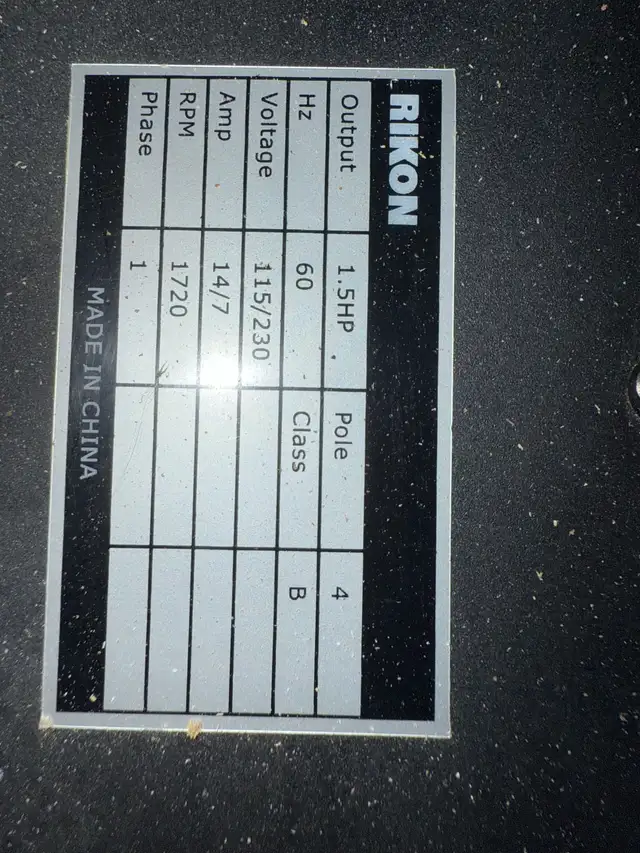 RIKON
Output 1.5HP Pole 4
Hz 60 Class B
Voltage 115/230
Amp 14/7
RPM 1720
Phase 1
MADE IN CHINA